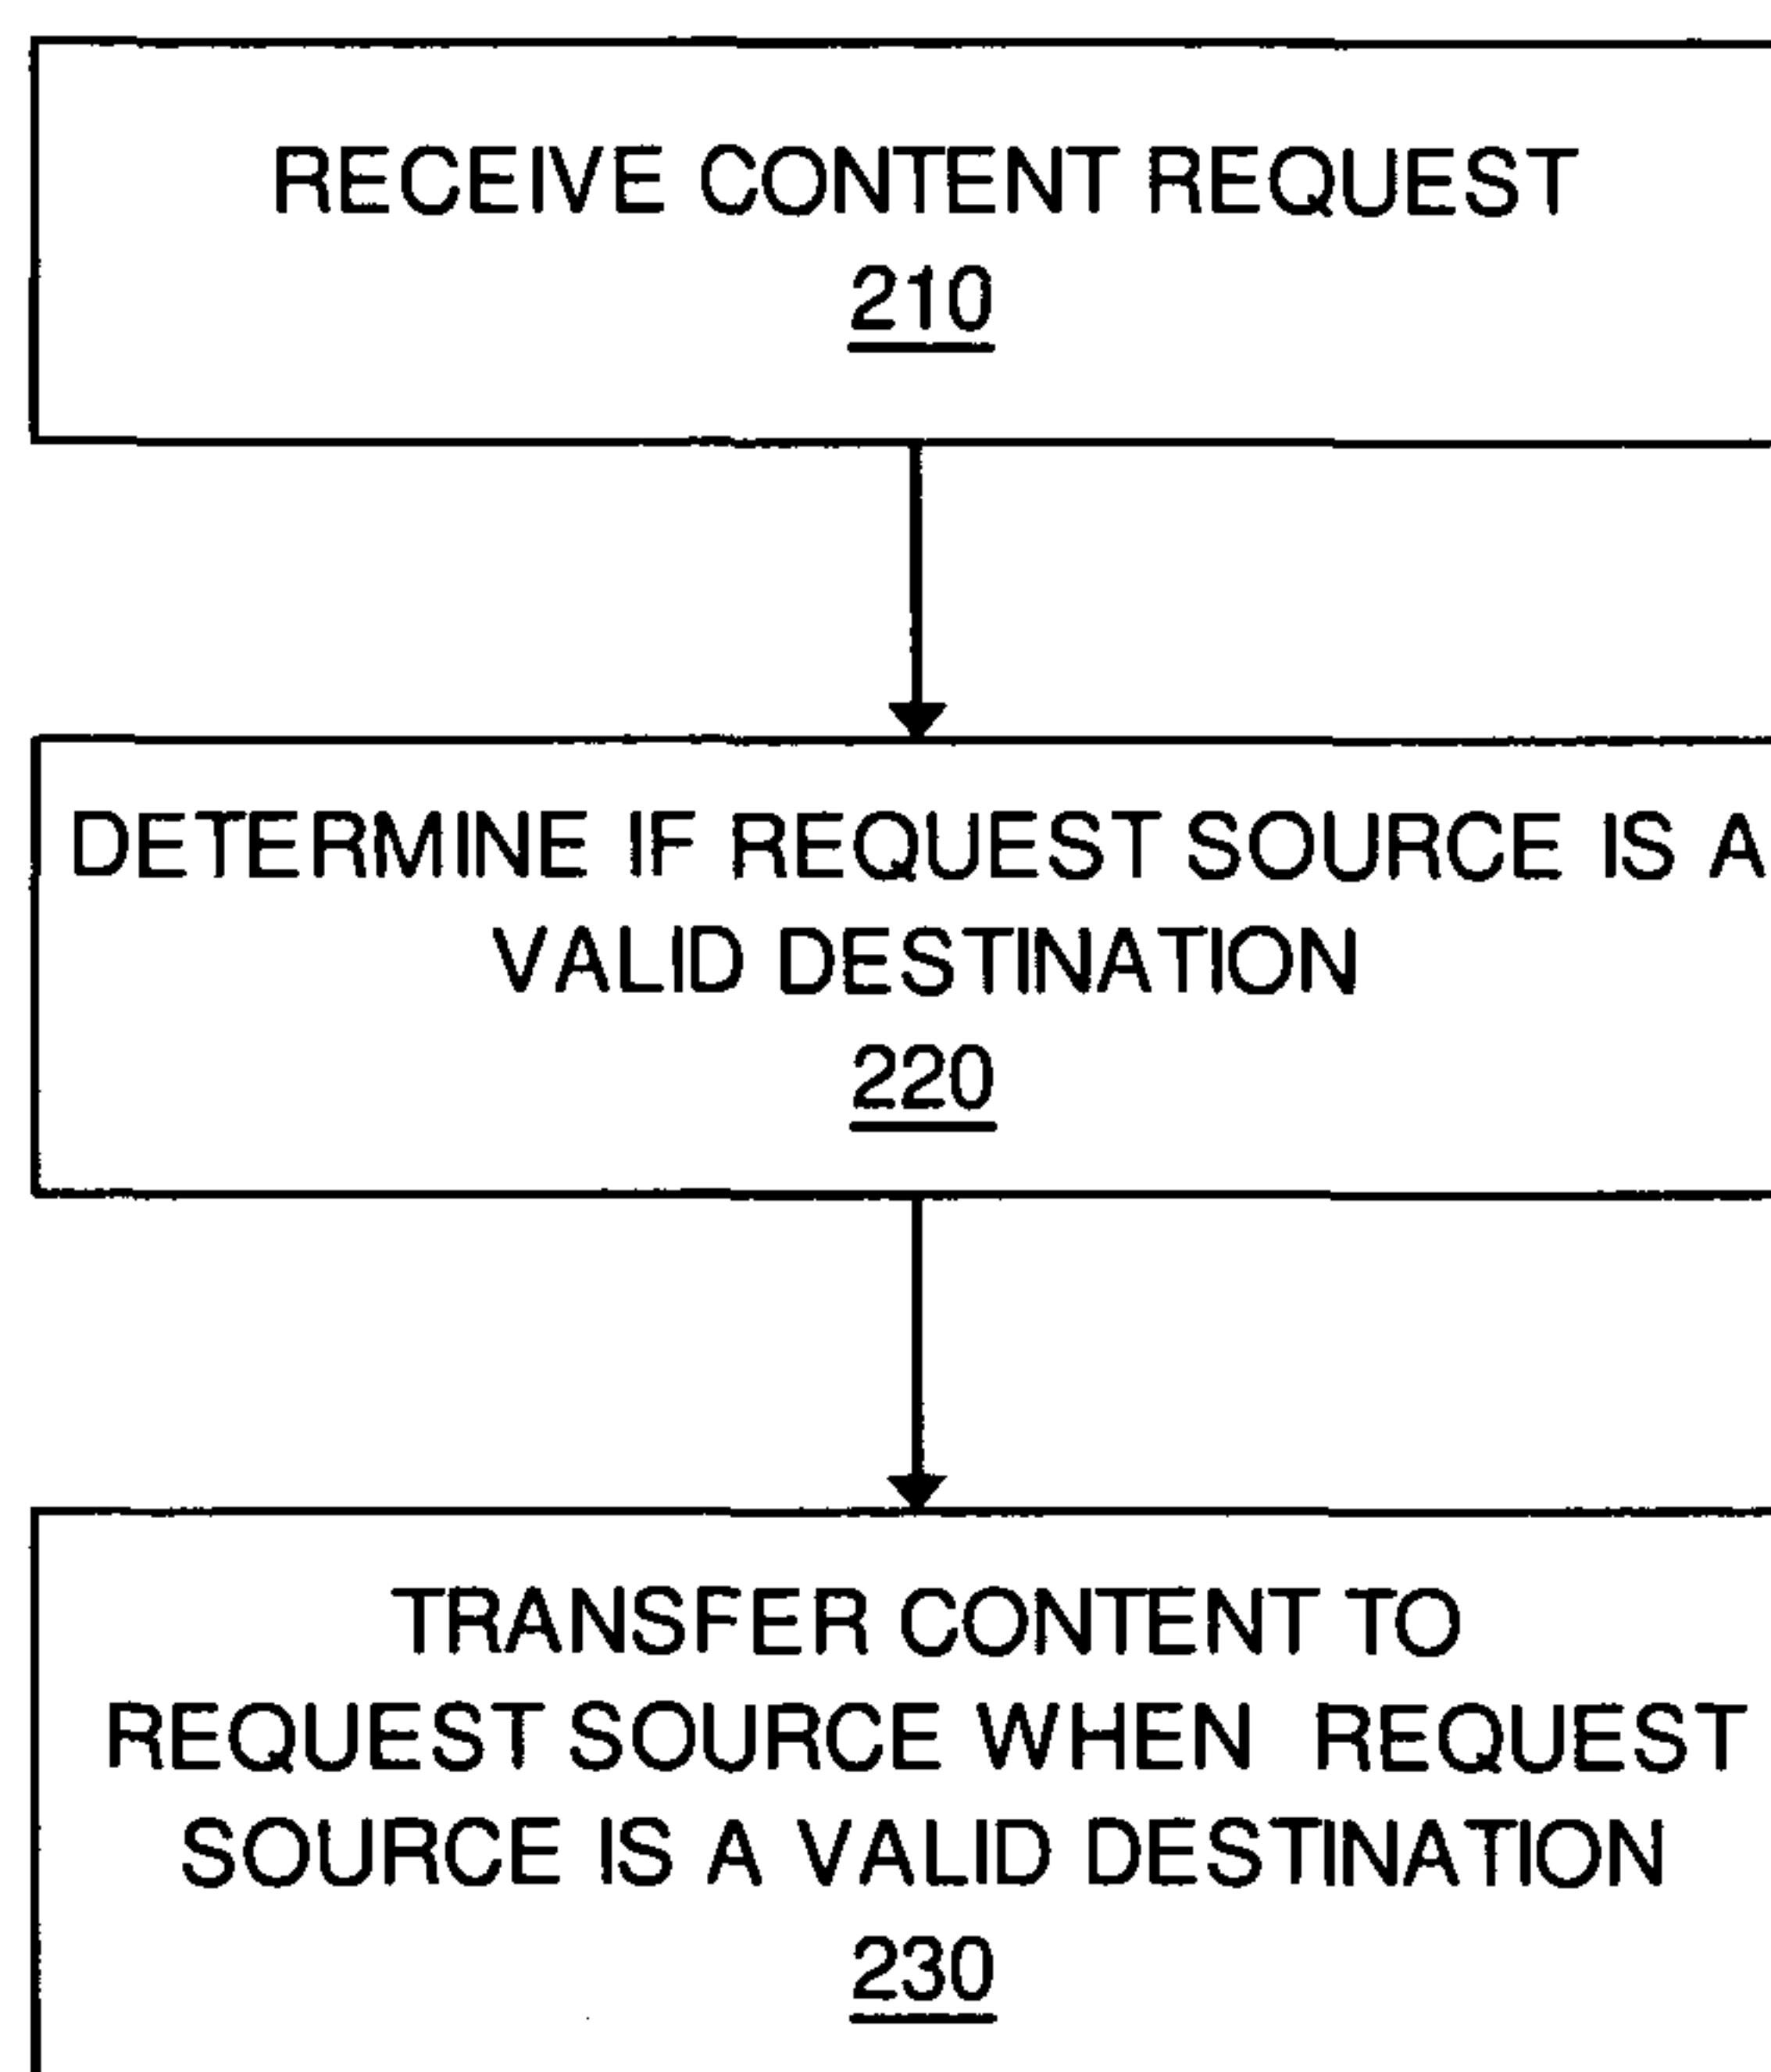 RECEIVE CONTENT REQUEST
210
DETERMINE IF REQUEST SOURCE IS A
VALID DESTINATION
220
TRANSFER CONTENT TO
REQUEST SOURCE WHEN REQUEST
SOURCE IS A VALID DESTINATION
230